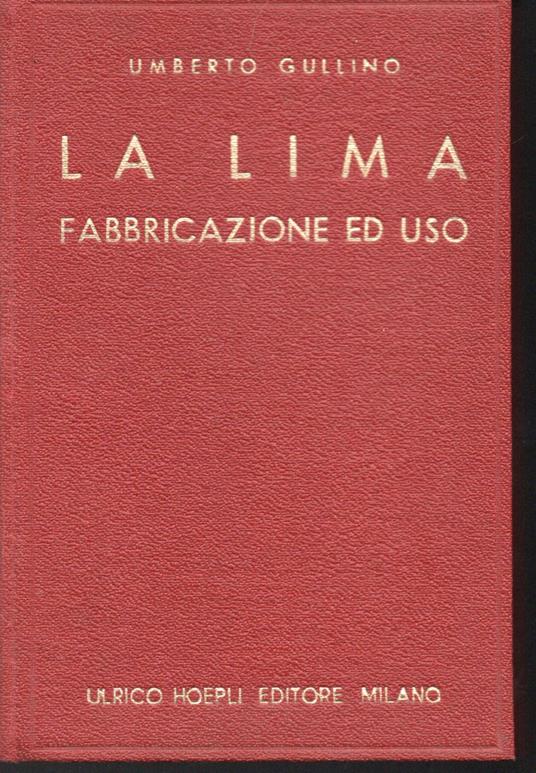 UMBERTO GULLINO
LA LIMA
FABBRICAZIONE ED USO
ULRICO HOEPLI EDITORE MILANO